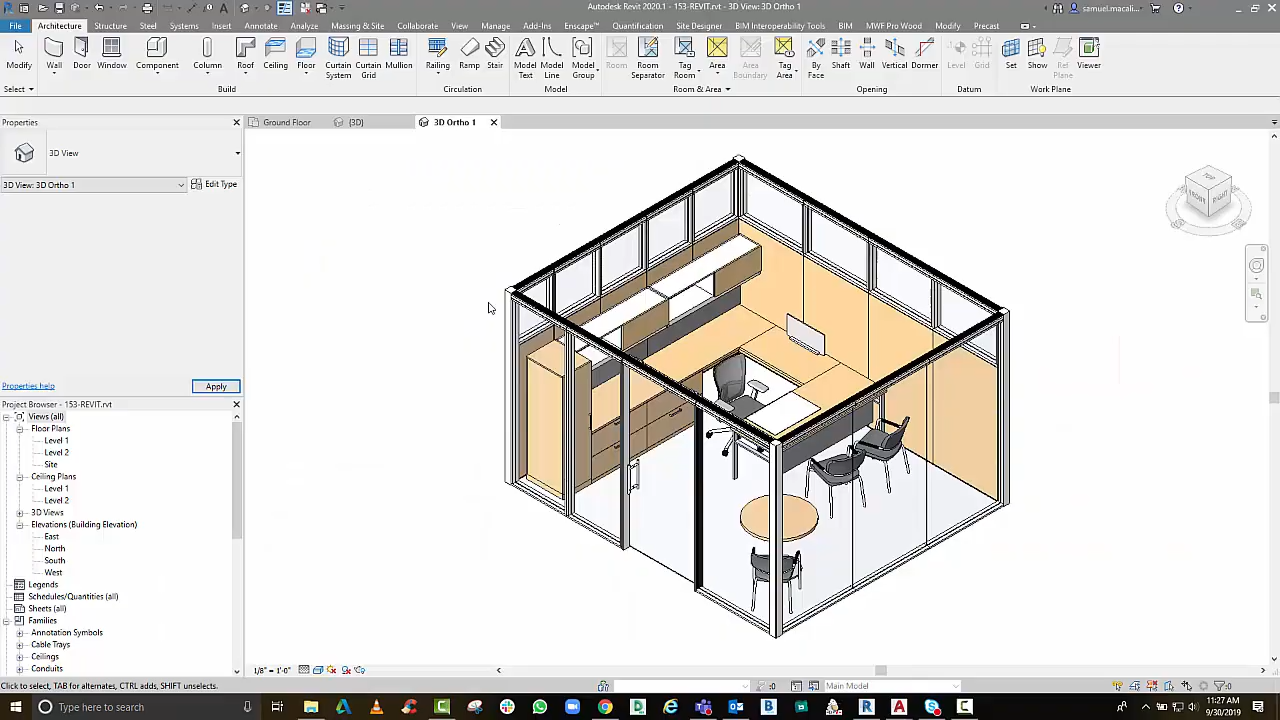 Autodesk Revit 2020.1 - 153-REVIT.rvt - 3D View: 3D Ortho 1
samuel.macali...
File Architecture Structure Steel Systems Insert Annotate Analyze Massing & Site Collaborate View Manage Add-Ins Enscape™ Quantification Site Designer BIM Interoperability Tools BIM MWF Pro Wood Modify Precast
Modify Wall Door Window Component Column Roof Ceiling Floor Curtain System Curtain Grid Mullion Railing Ramp Stair Model Text Model Line Model Group Room Room Separator Tag Room Area Area Boundary Tag Area By Face Shaft Wall Vertical Dormer Level Grid Set Show Ref Plane Viewer
Select Build Circulation Model Room & Area Opening Datum Work Plane
Properties
Ground Floor {3D} 3D Ortho 1
3D View
3D View: 3D Ortho 1 Edit Type
TOP
FRONT RIGHT
Properties help Apply
Project Browser - 153-REVIT.rvt
Views (all)
Floor Plans
Level 1
Level 2
Site
Ceiling Plans
Level 1
Level 2
3D Views
Elevations (Building Elevation)
East
North
South
West
Legends
Schedules/Quantities (all)
Sheets (all)
Families
Annotation Symbols
Cable Trays
Ceilings
Conduits
1/8" = 1'-0"
Click to select, TAB for alternates, CTRL adds, SHIFT unselects.
:0 Main Model :0
Type here to search
11:27 AM
9/30/2019